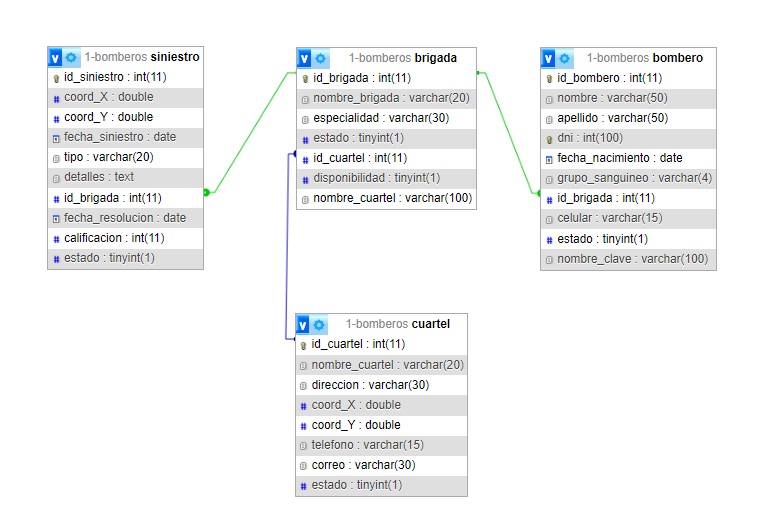 1-bomberos siniestro
id_siniestro : int(11)
coord_X : double
coord_Y : double
fecha_siniestro : date
tipo : varchar(20)
detalles : text
id_brigada : int(11)
fecha_resolucion : date
calificacion : int(11)
estado : tinyint(1)
1-bomberos brigada
id_brigada : int(11)
nombre_brigada : varchar(20)
especialidad : varchar(30)
estado : tinyint(1)
id_cuartel : int(11)
disponibilidad : tinyint(1)
nombre_cuartel : varchar(100)
1-bomberos bombero
id_bombero : int(11)
nombre : varchar(50)
apellido : varchar(50)
dni : int(100)
fecha_nacimiento : date
grupo_sanguineo : varchar(4)
id_brigada : int(11)
celular : varchar(15)
estado : tinyint(1)
nombre_clave : varchar(100)
1-bomberos cuartel
id_cuartel : int(11)
nombre_cuartel : varchar(20)
direccion : varchar(30)
coord_X : double
coord_Y : double
telefono : varchar(15)
correo : varchar(30)
estado : tinyint(1)